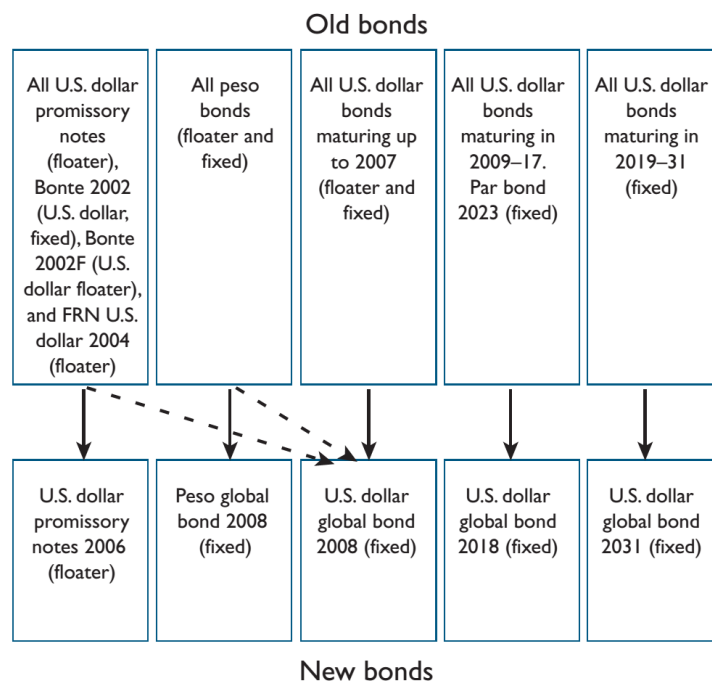 Old bonds
All U.S. dollar
promissory
notes
(floater),
Bonte 2002
(U.S. dollar,
fixed), Bonte
2002F (U.S.
dollar floater),
and FRN U.S.
dollar 2004
(floater)
All peso
bonds
(floater and
fixed)
All U.S. dollar
bonds
maturing up
to 2007
(floater and
fixed)
All U.S. dollar
bonds
maturing in
2009–17.
Par bond
2023 (fixed)
All U.S. dollar
bonds
maturing in
2019–31
(fixed)
U.S. dollar
promissory
notes 2006
(floater)
Peso global
bond 2008
(fixed)
U.S. dollar
global bond
2008 (fixed)
U.S. dollar
global bond
2018 (fixed)
U.S. dollar
global bond
2031 (fixed)
New bonds